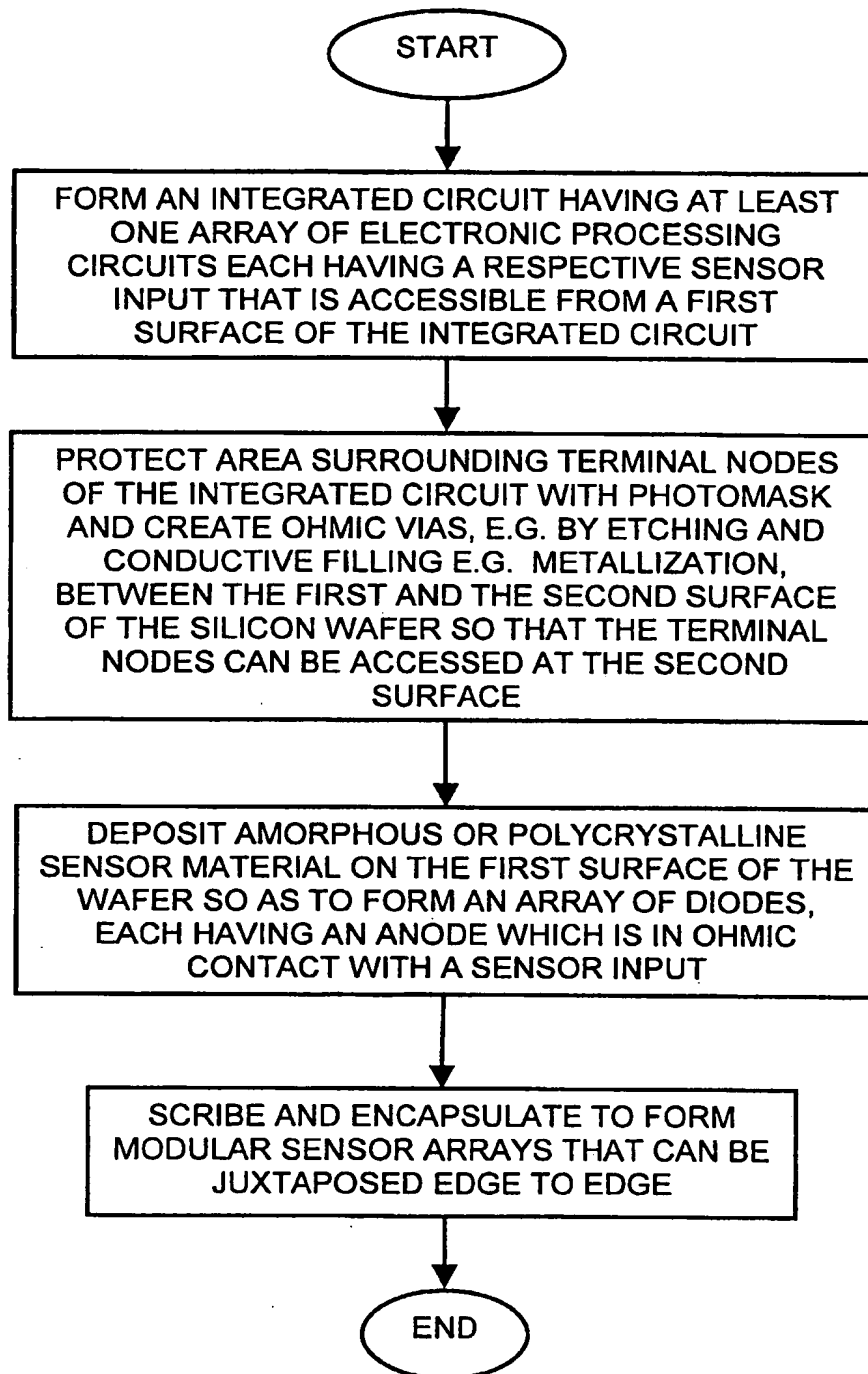 START
FORM AN INTEGRATED CIRCUIT HAVING AT LEAST
ONE ARRAY OF ELECTRONIC PROCESSING
CIRCUITS EACH HAVING A RESPECTIVE SENSOR
INPUT THAT IS ACCESSIBLE FROM A FIRST
SURFACE OF THE INTEGRATED CIRCUIT
PROTECT AREA SURROUNDING TERMINAL NODES
OF THE INTEGRATED CIRCUIT WITH PHOTOMASK
AND CREATE OHMIC VIAS, E.G. BY ETCHING AND
CONDUCTIVE FILLING E.G. METALLIZATION,
BETWEEN THE FIRST AND THE SECOND SURFACE
OF THE SILICON WAFER SO THAT THE TERMINAL
NODES CAN BE ACCESSED AT THE SECOND
SURFACE
DEPOSIT AMORPHOUS OR POLYCRYSTALLINE
SENSOR MATERIAL ON THE FIRST SURFACE OF THE
WAFER SO AS TO FORM AN ARRAY OF DIODES,
EACH HAVING AN ANODE WHICH IS IN OHMIC
CONTACT WITH A SENSOR INPUT
SCRIBE AND ENCAPSULATE TO FORM
MODULAR SENSOR ARRAYS THAT CAN BE
JUXTAPOSED EDGE TO EDGE
END